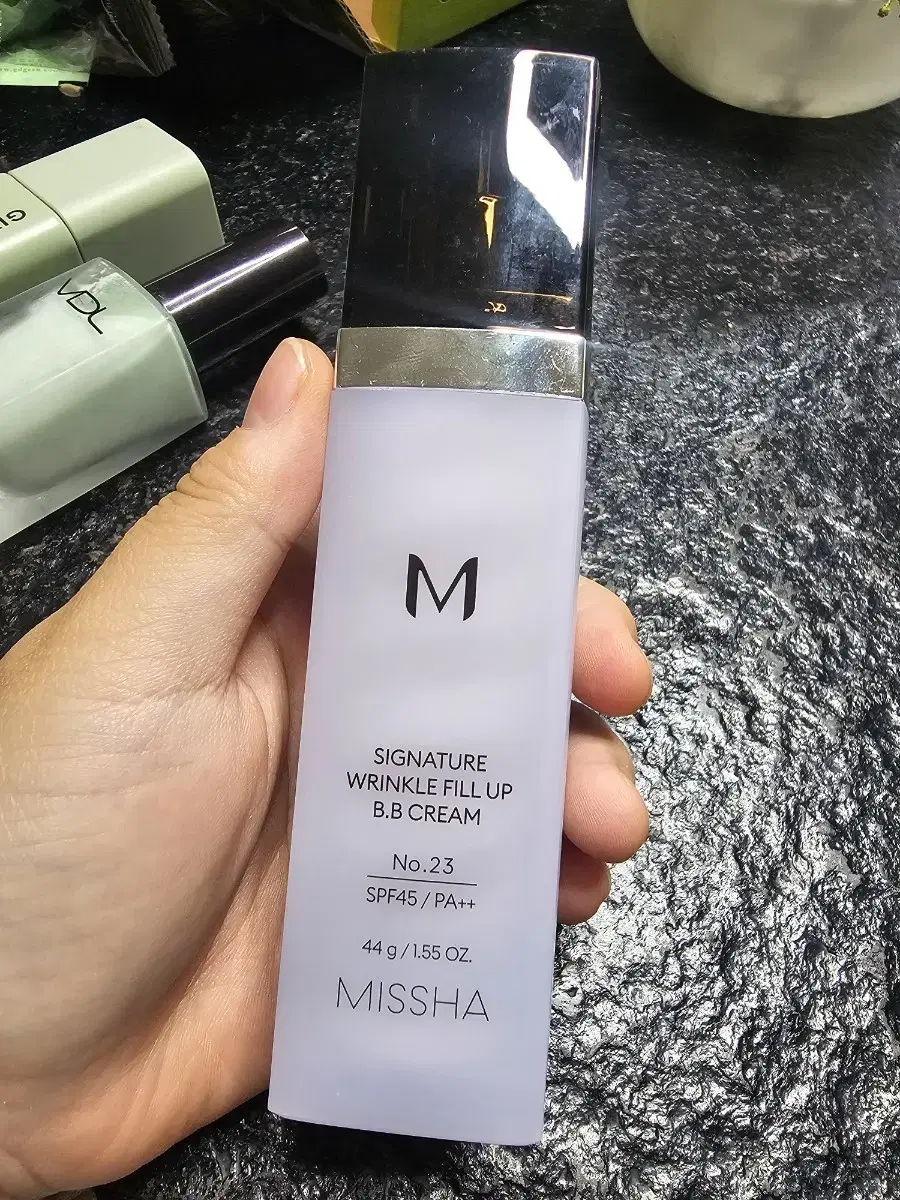 VDL
M
SIGNATURE
WRINKLE FILL UP
B.B CREAM
No.23
SPF45 / PA++
44 g / 1.55 OZ.
MISSHA